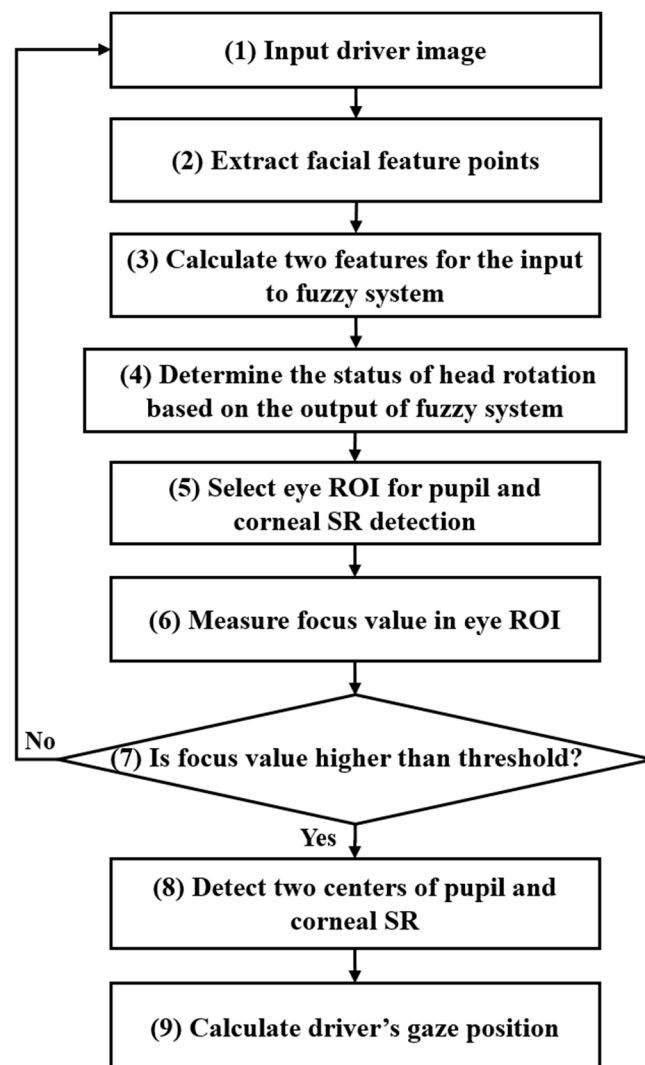 (1) Input driver image
(2) Extract facial feature points
(3) Calculate two features for the input
to fuzzy system
(4) Determine the status of head rotation
based on the output of fuzzy system
(5) Select eye ROI for pupil and
corneal SR detection
(6) Measure focus value in eye ROI
No
(7) Is focus value higher than threshold?
Yes
(8) Detect two centers of pupil and
corneal SR
(9) Calculate driver’s gaze position